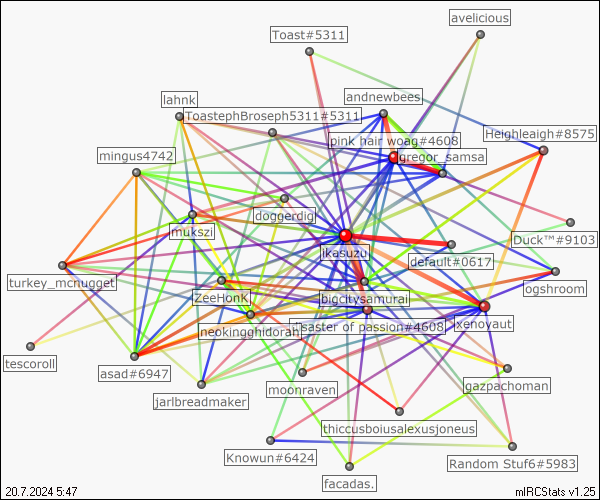 avelicious
Toast#5311
andnewbees
lahnk
ToastephBroseph5311#5311
Heighleigh#8575
pink hair woag#4608
gregor_samsa
mingus4742
doggerdig
mukszi
Duck™#9103
ikasuzu
default#0617
turkey_mcnugget
ogshroom
ZeeHonK
bigcitysamurai
neokingghidorah
saster of passion#4608
xenoyaut
tescoroll
asad#6947
moonraven
gazpachoman
jarlbreadmaker
thiccusboiusalexusjoneus
Knowun#6424
Random Stuf6#5983
facadas.
20.7.2024 5:47
mIRCStats v1.25